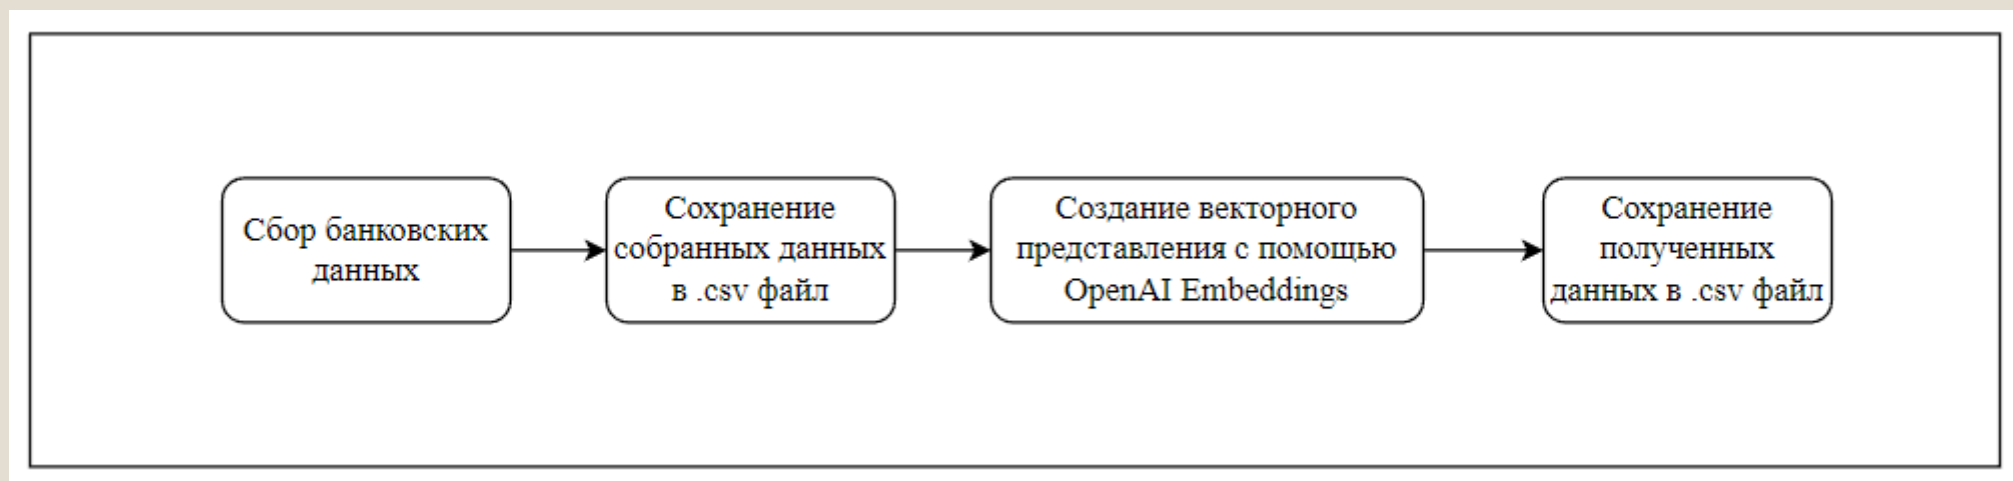 Сбор банковских
данных
Сохранение
собранных данных
в .csv файл
Создание векторного
представления с помощью
OpenAI Embeddings
Сохранение
полученных
данных в .csv файл